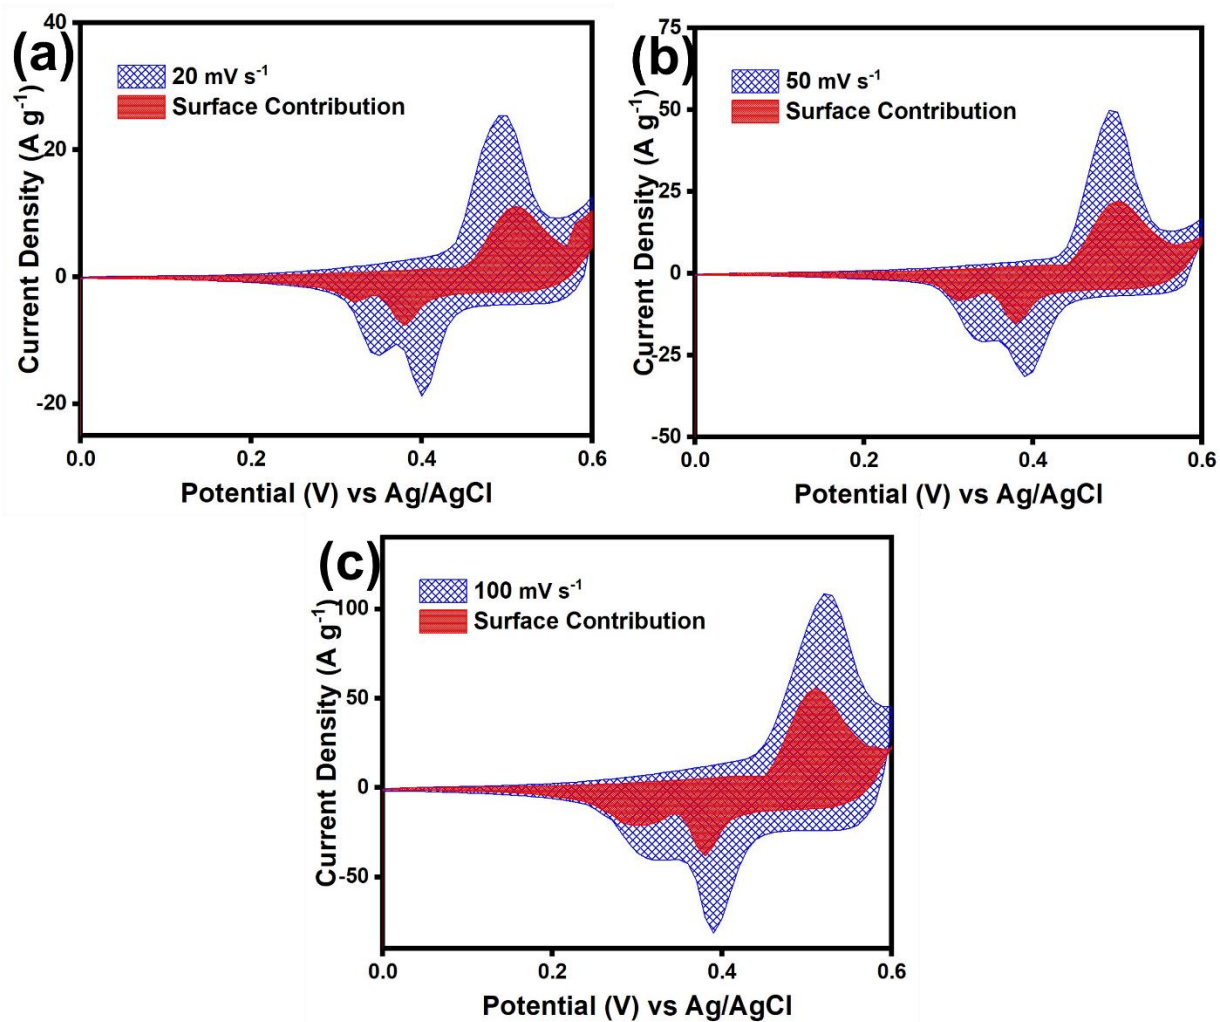 (a)
40
20 mV s⁻¹
Surface Contribution
20
0
-20
Current Density (A g⁻¹)
0.0 0.2 0.4 0.6
Potential (V) vs Ag/AgCl
(b)
75
50 mV s⁻¹
Surface Contribution
50
25
0
-25
-50
Current Density (A g⁻¹)
0.0 0.2 0.4 0.6
Potential (V) vs Ag/AgCl
(c)
100 mV s⁻¹
Surface Contribution
100
50
0
-50
Current Density (A g⁻¹)
0.0 0.2 0.4 0.6
Potential (V) vs Ag/AgCl